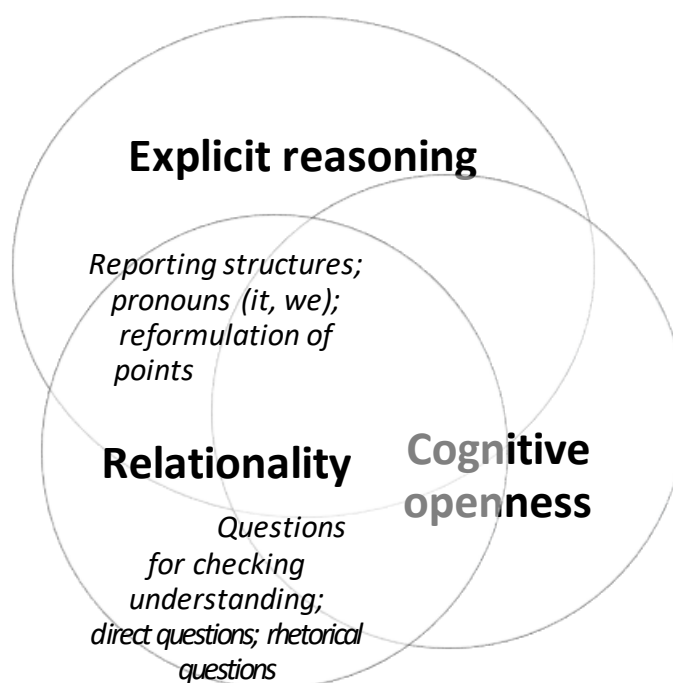 Explicit reasoning
Reporting structures;
pronouns (it, we);
reformulation of
points
Relationality
Cognitive
openness
Questions
for checking
understanding;
direct questions; rhetorical
questions